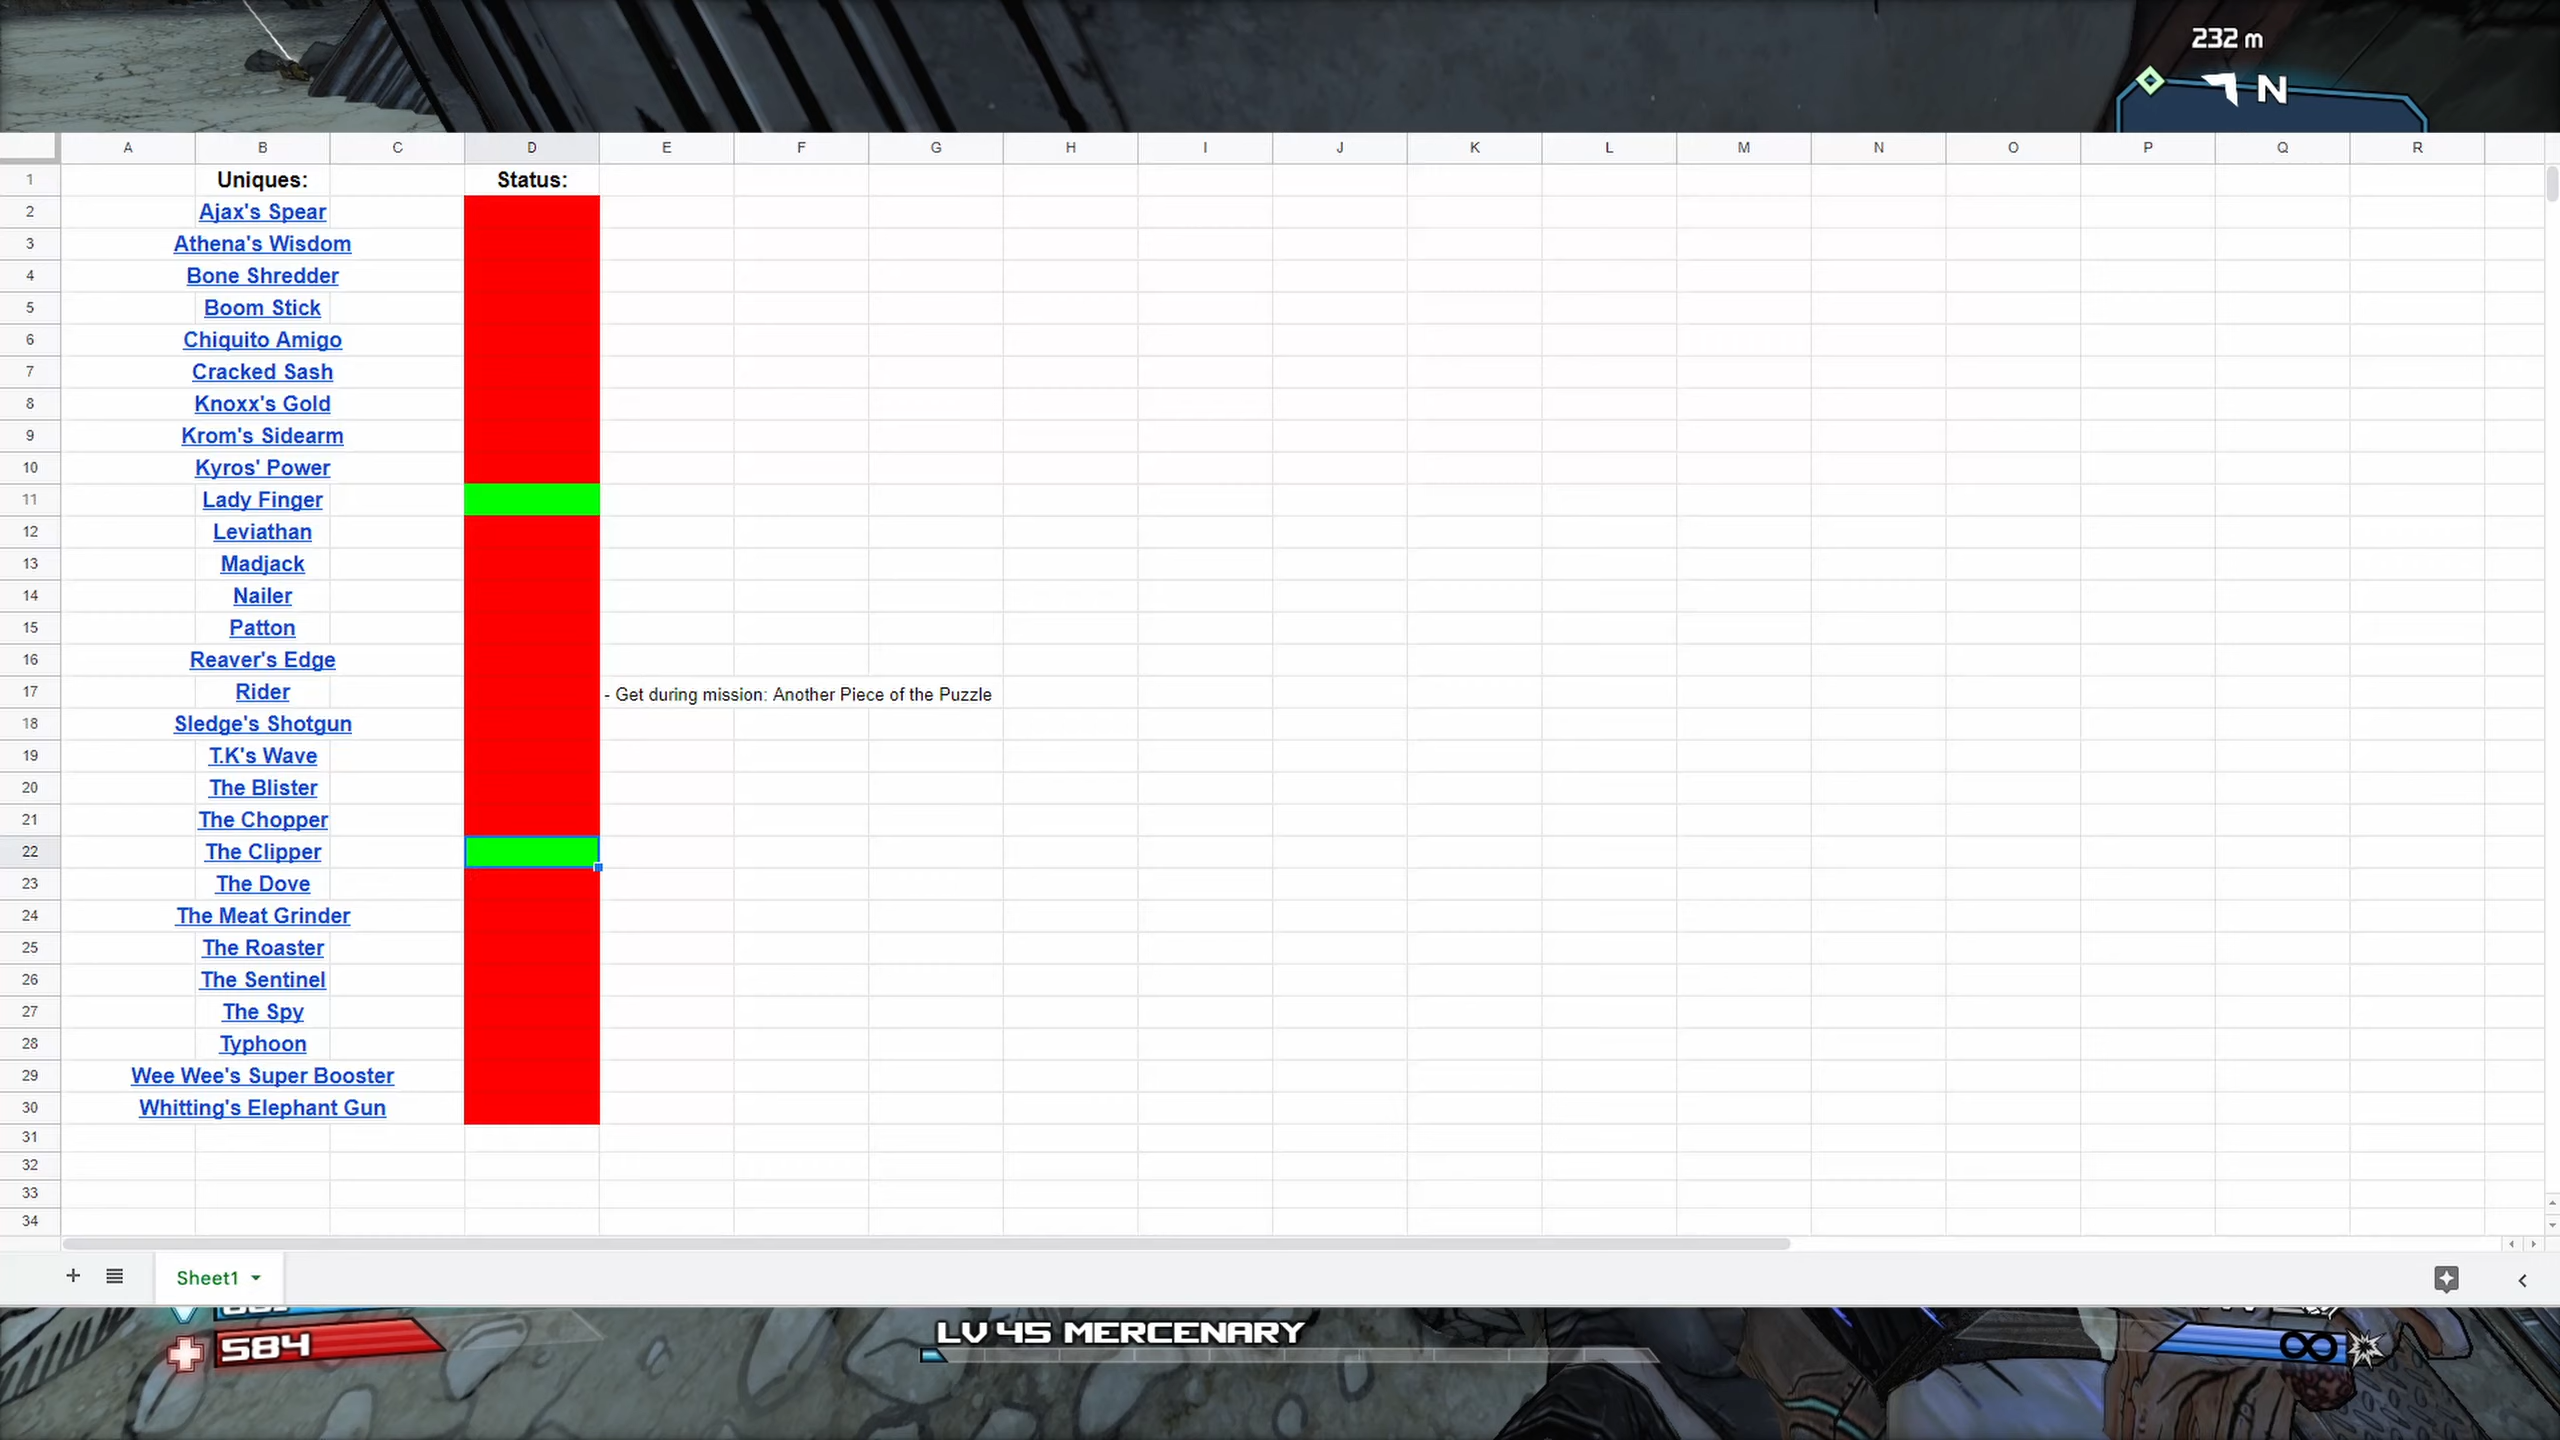 232 m
N
A B C D E F G H I J K L M N O P Q R
1 Uniques: Status:
2 Ajax's Spear
3 Athena's Wisdom
4 Bone Shredder
5 Boom Stick
6 Chiquito Amigo
7 Cracked Sash
8 Knoxx's Gold
9 Krom's Sidearm
10 Kyros' Power
11 Lady Finger
12 Leviathan
13 Madjack
14 Nailer
15 Patton
16 Reaver's Edge
17 Rider - Get during mission: Another Piece of the Puzzle
18 Sledge's Shotgun
19 T.K's Wave
20 The Blister
21 The Chopper
22 The Clipper
23 The Dove
24 The Meat Grinder
25 The Roaster
26 The Sentinel
27 The Spy
28 Typhoon
29 Wee Wee's Super Booster
30 Whitting's Elephant Gun
31
32
33
34
Sheet1
584
LV 45 MERCENARY
∞